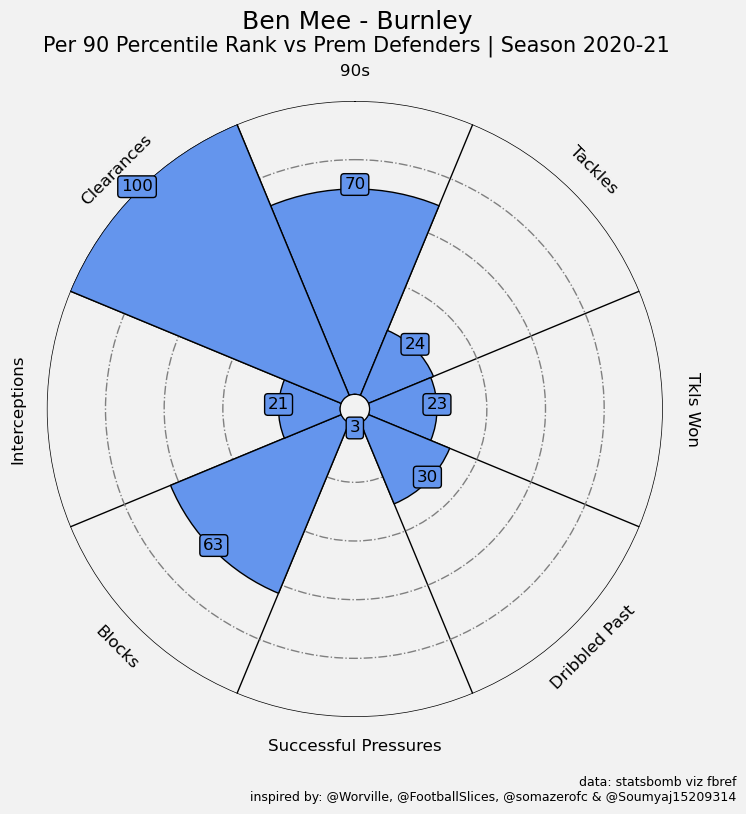 Ben Mee - Burnley
Per 90 Percentile Rank vs Prem Defenders | Season 2020-21
90s
Clearances
Tackles
100
70
24
Interceptions
21
23
Tkls Won
3
30
63
Blocks
Dribbled Past
Successful Pressures
data: statsbomb viz fbref
inspired by: @Worville, @FootballSlices, @somazerofc & @Soumyaj15209314